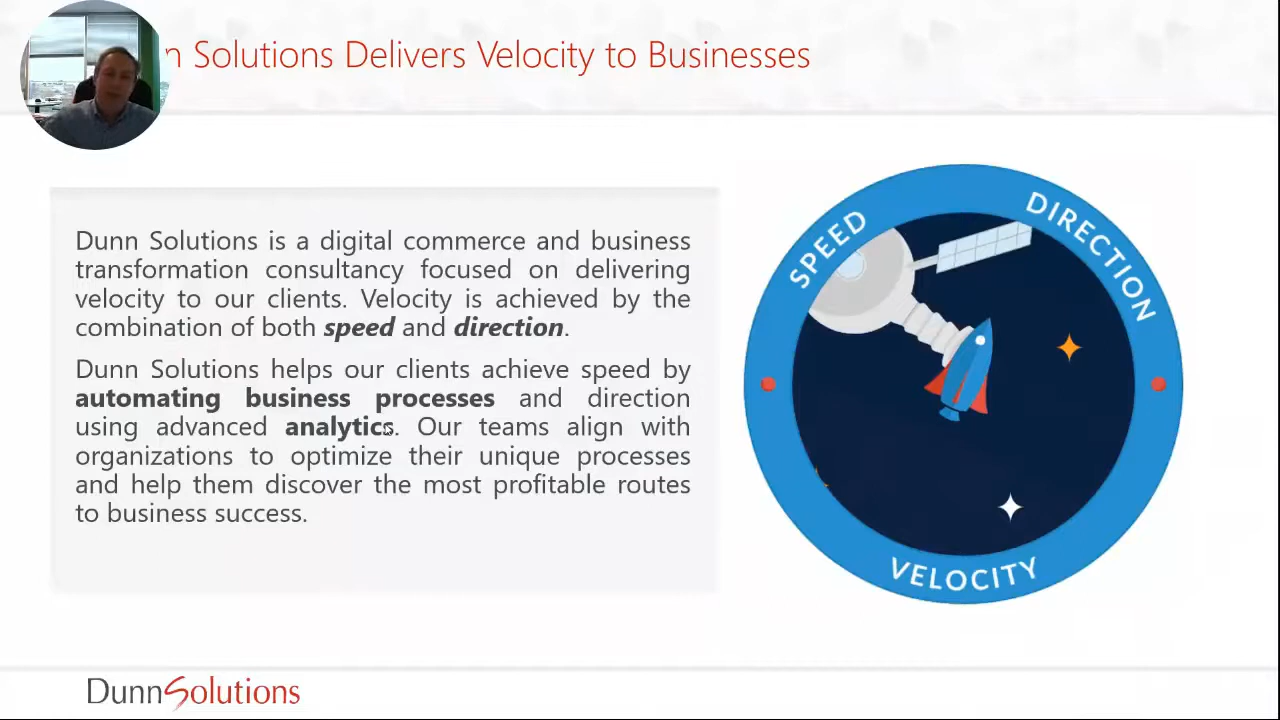 n Solutions Delivers Velocity to Businesses
Dunn Solutions is a digital commerce and business
transformation consultancy focused on delivering
velocity to our clients. Velocity is achieved by the
combination of both speed and direction.
Dunn Solutions helps our clients achieve speed by
automating business processes and direction
using advanced analytics. Our teams align with
organizations to optimize their unique processes
and help them discover the most profitable routes
to business success.
SPEED
DIRECTION
VELOCITY
DunnSolutions